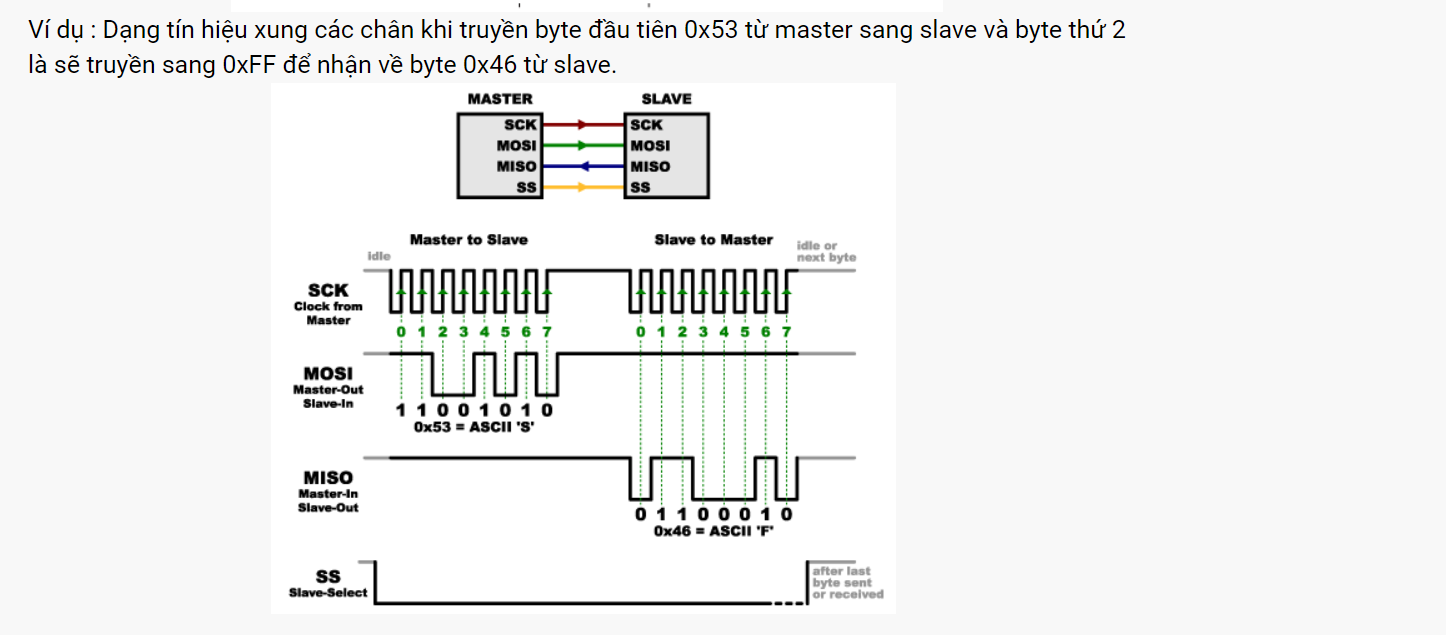 Ví dụ : Dạng tín hiệu xung các chân khi truyền byte đầu tiên 0x53 từ master sang slave và byte thứ 2
là sẽ truyền sang 0xFF để nhận về byte 0x46 từ slave.
MASTER SLAVE
SCK SCK
MOSI MOSI
MISO MISO
SS SS
Master to Slave Slave to Master
idle
idle or
next byte
SCK
Clock from
Master
0 1 2 3 4 5 6 7 0 1 2 3 4 5 6 7
MOSI
Master-Out
Slave-In
1 1 0 0 1 0 1 0
0x53 = ASCII 'S'
MISO
Master-In
Slave-Out
0 1 1 0 0 0 1 0
0x46 = ASCII 'F'
SS
Slave-Select
after last
byte sent
or received